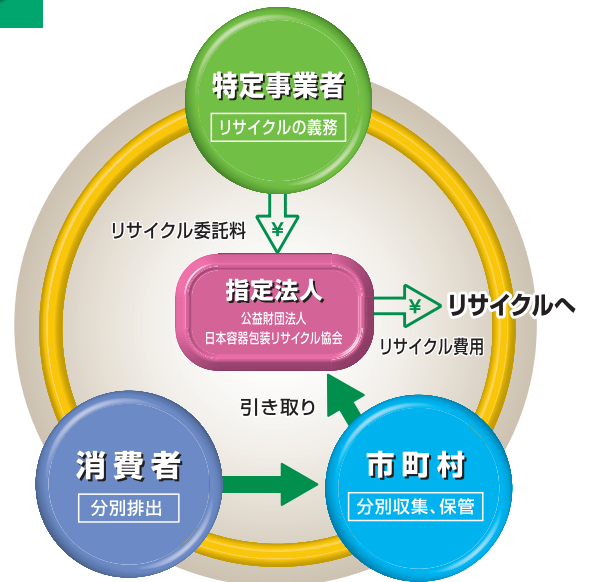 特定事業者
リサイクルの義務
リサイクル委託料
¥
指定法人
公益財団法人
日本容器包装リサイクル協会
¥
リサイクルへ
リサイクル費用
引き取り
消費者
分別排出
市町村
分別収集、保管